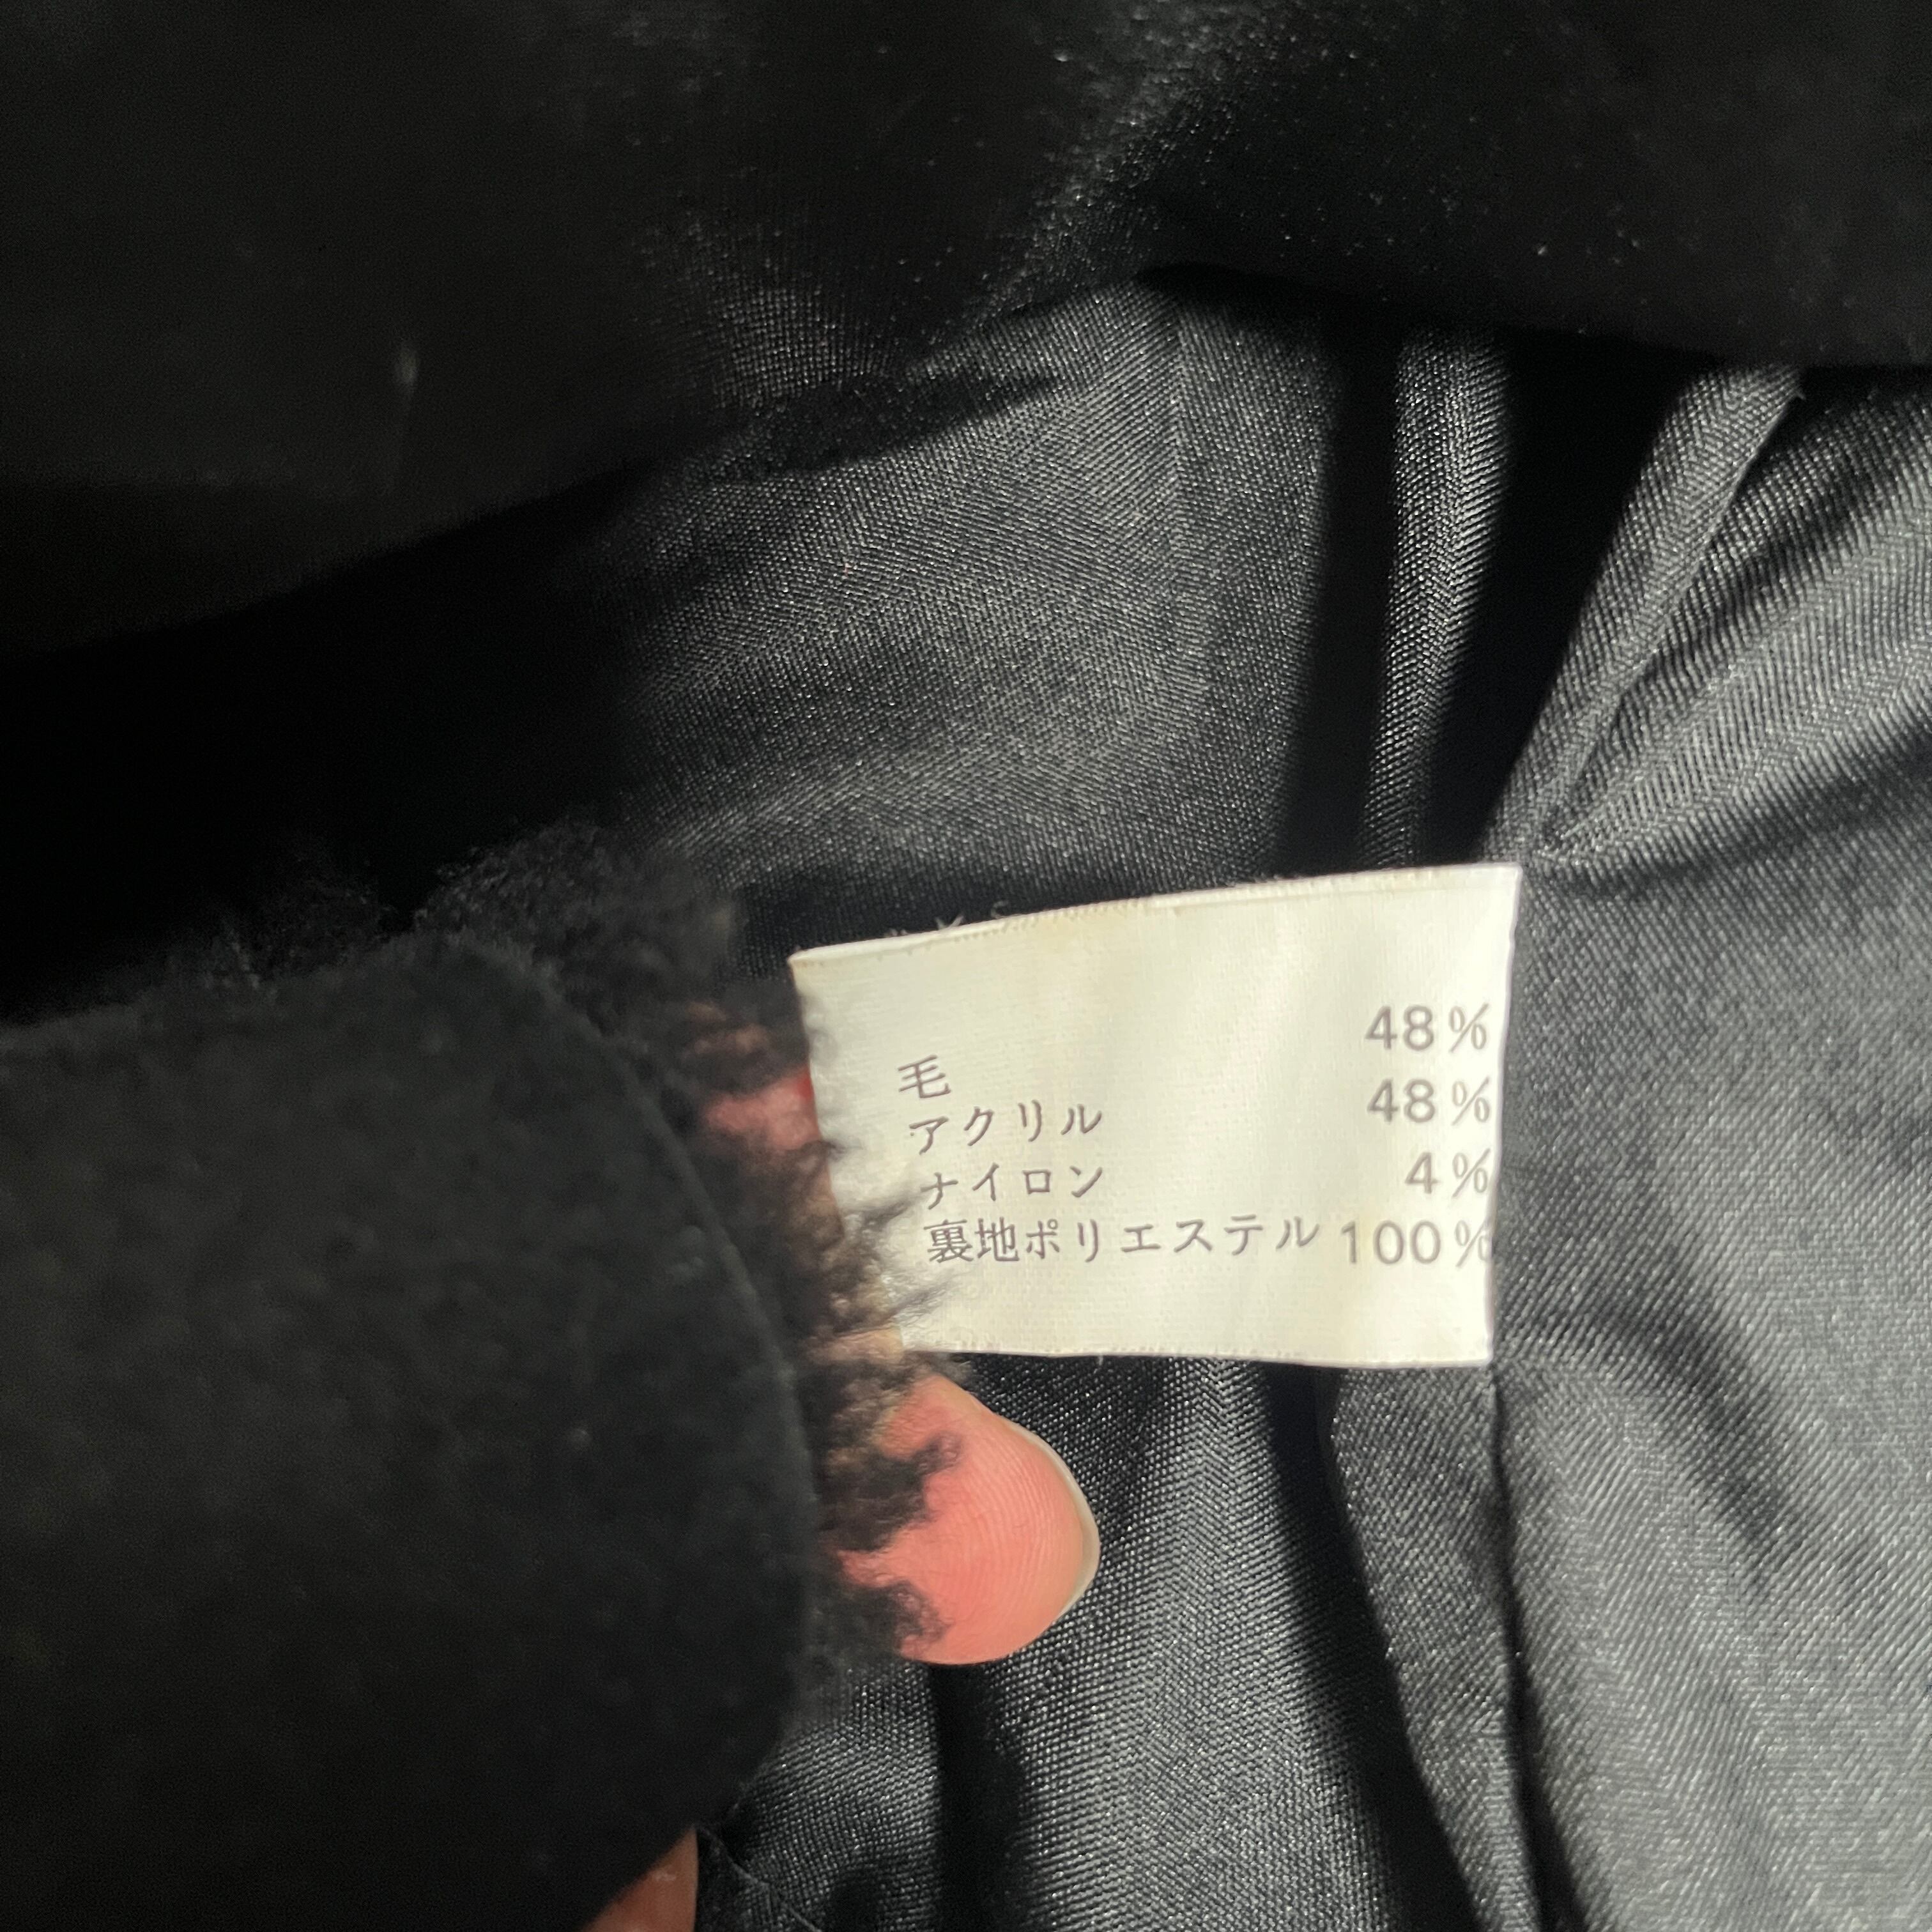 毛 48%
アクリル 48%
ナイロン 4%
裏地ポリエステル 100%